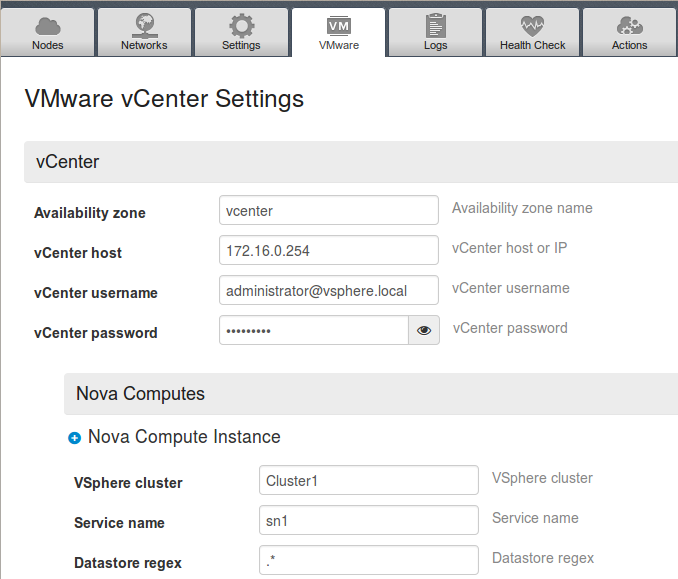 Nodes Networks Settings VM VMware Logs Health Check Actions
VMware vCenter Settings
vCenter
Availability zone vcenter Availability zone name
vCenter host 172.16.0.254 vCenter host or IP
vCenter username administrator@vsphere.local vCenter username
vCenter password ••••••••• vCenter password
Nova Computes
Nova Compute Instance
VSphere cluster Cluster1 VSphere cluster
Service name sn1 Service name
Datastore regex .* Datastore regex